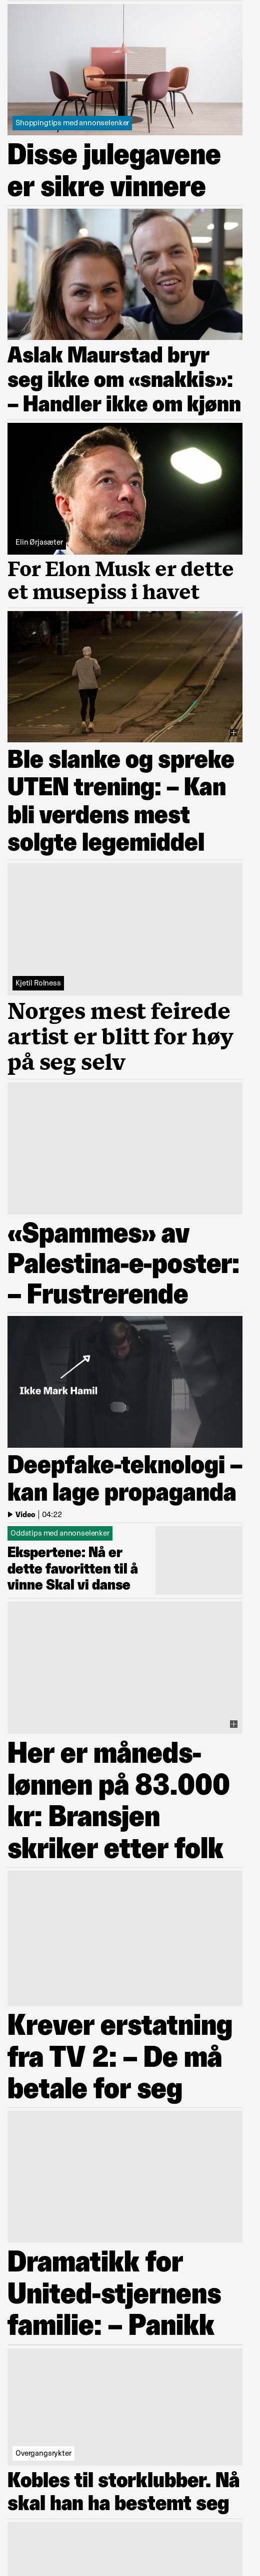 Shoppingtips med annonselenker
Disse julegavene
er sikre vinnere
Aslak Maurstad bryr
seg ikke om «snakkis»:
– Handler ikke om kjønn
Elin Ørjasæter
For Elon Musk er dette
et musepiss i havet
Ble slanke og spreke
UTEN trening: – Kan
bli verdens mest
solgte legemiddel
Kjetil Rolness
Norges mest feirede
artist er blitt for høy
på seg selv
«Spammes» av
Palestina-e-poster:
– Frustrerende
Ikke Mark Hamil
Deepfake-teknologi –
kan lage propaganda
Video | 04:22
Oddstips med annonselenker
Ekspertene: Nå er
dette favoritten til å
vinne Skal vi danse
Her er måneds-
lønnen på 83.000
kr: Bransjen
skriker etter folk
Krever erstatning
fra TV 2: – De må
betale for seg
Dramatikk for
United-stjernens
familie: – Panikk
Overgangsrykter
Kobles til storklubber. Nå
skal han ha bestemt seg